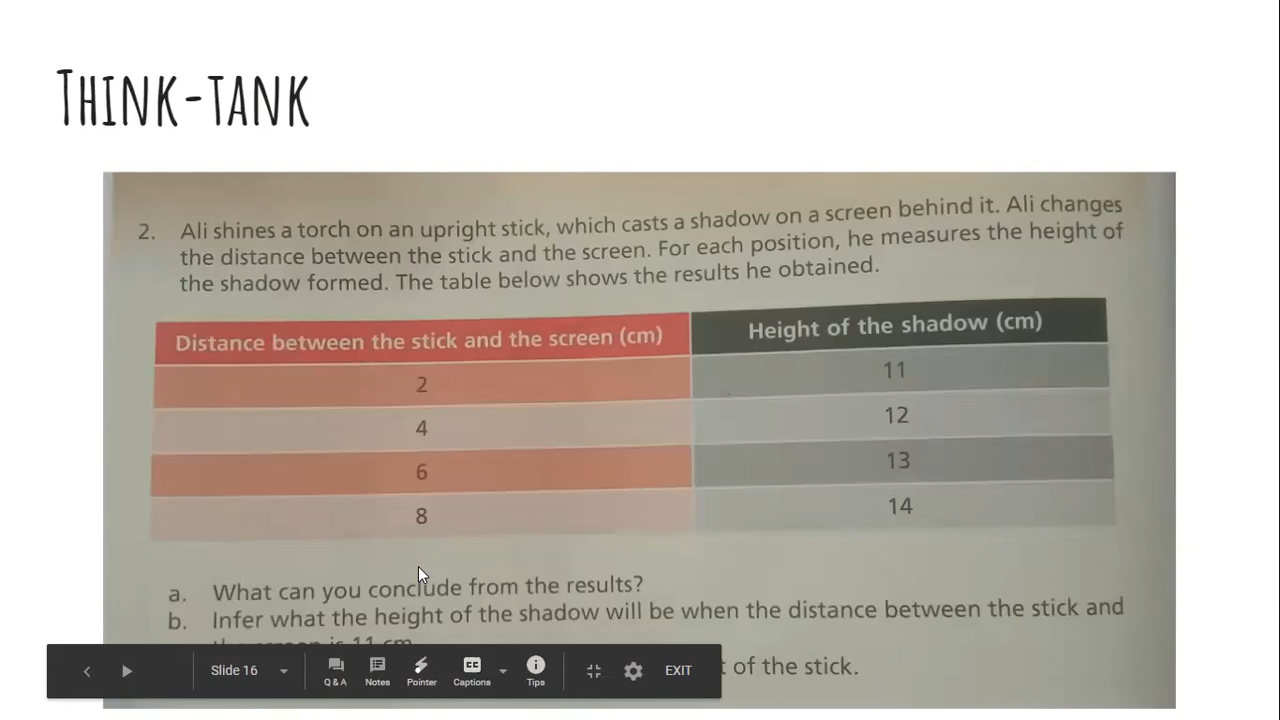 THINK-TANK
2. Ali shines a torch on an upright stick, which casts a shadow on a screen behind it. Ali changes
the distance between the stick and the screen. For each position, he measures the height of
the shadow formed. The table below shows the results he obtained.
Distance between the stick and the screen (cm) Height of the shadow (cm)
2 11
4 12
6 13
8 14
a. What can you conclude from the results?
b. Infer what the height of the shadow will be when the distance between the stick and
11 cm
of the stick.
Slide 16 Q & A Notes Pointer Captions Tips EXIT